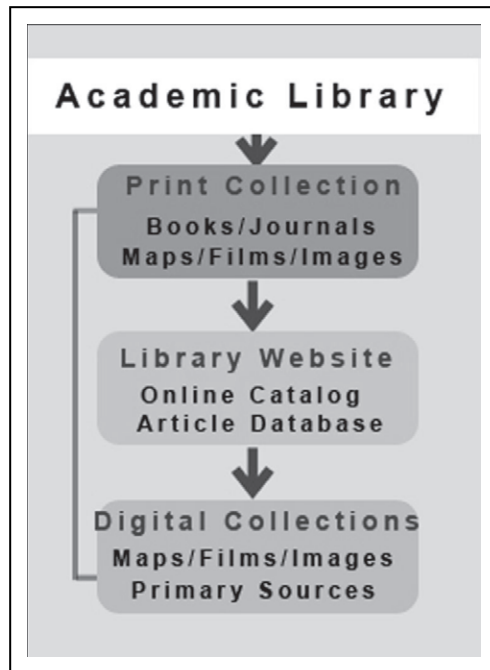 Academic Library
Print Collection
Books/Journals
Maps/Films/Images
Library Website
Online Catalog
Article Database
Digital Collections
Maps/Films/Images
Primary Sources